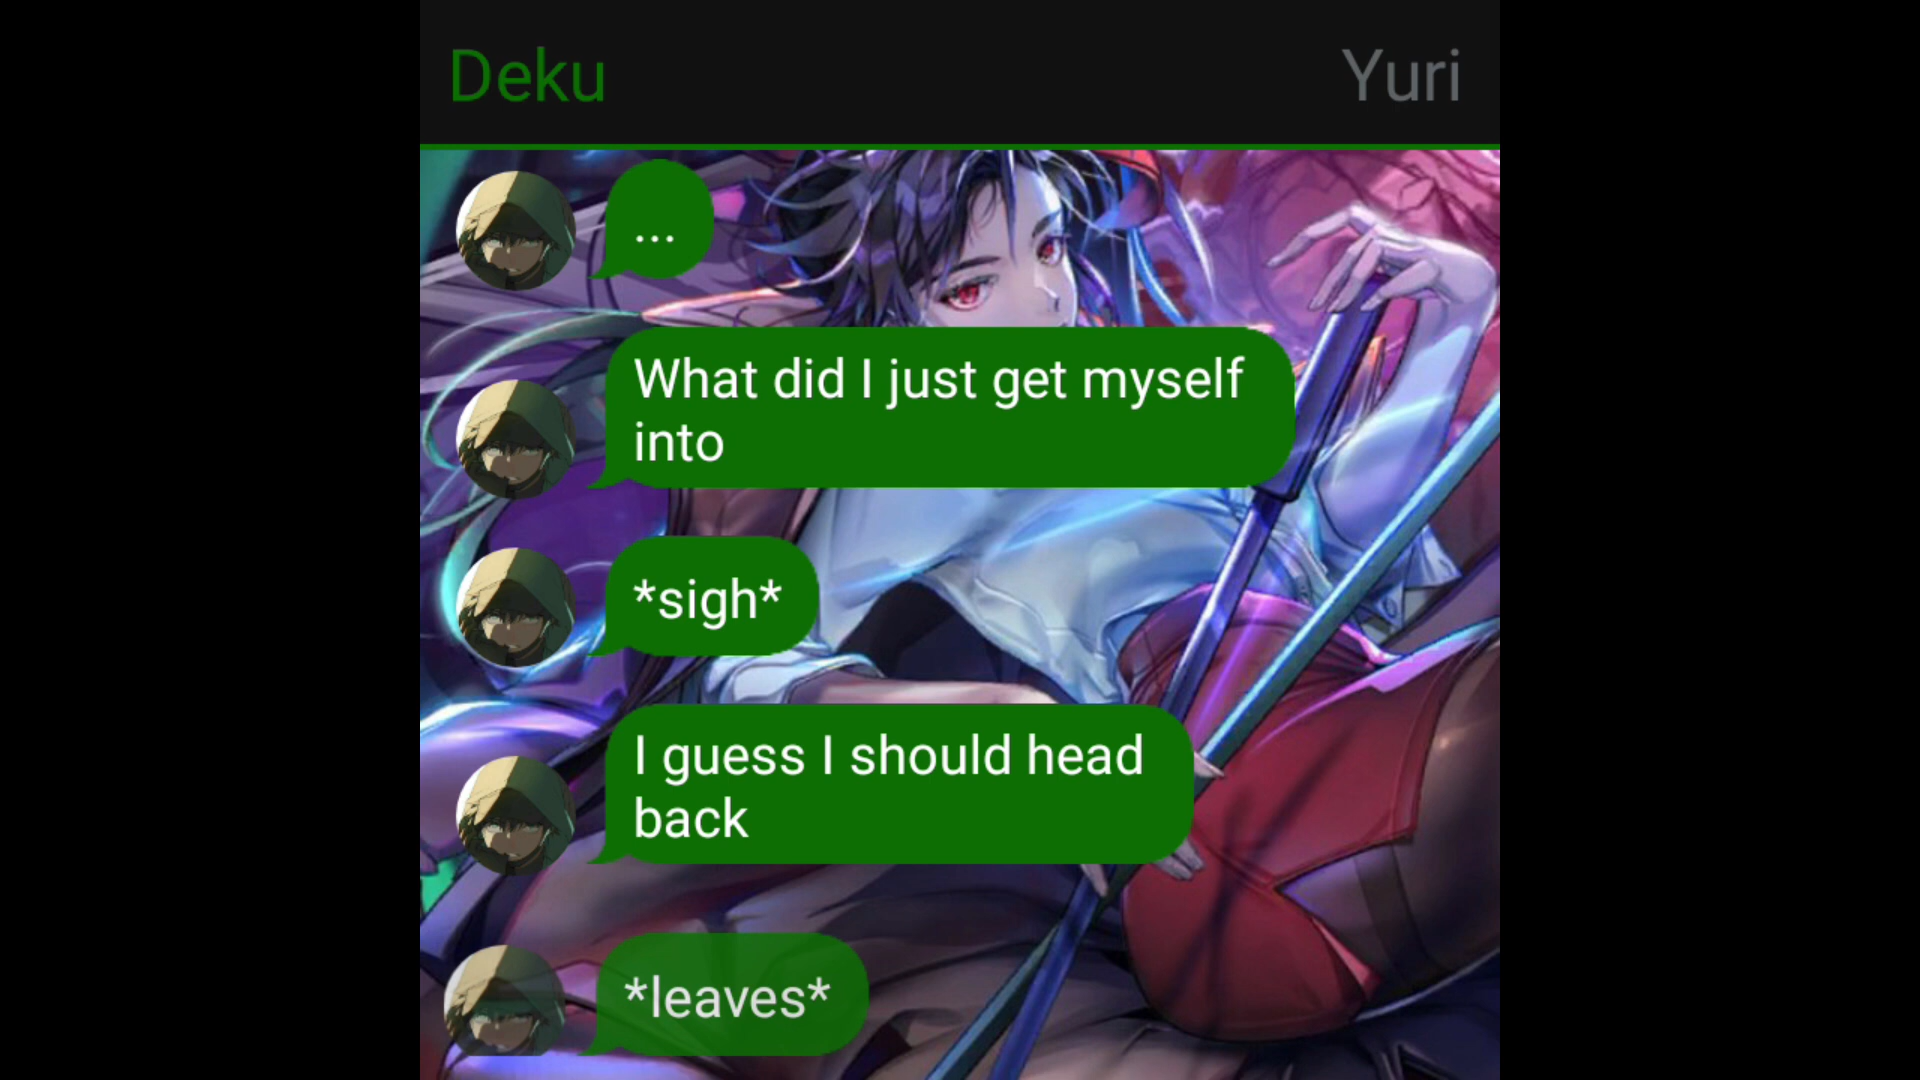 Deku
Yuri
...
What did I just get myself
into
*sigh*
I guess I should head
back
*leaves*